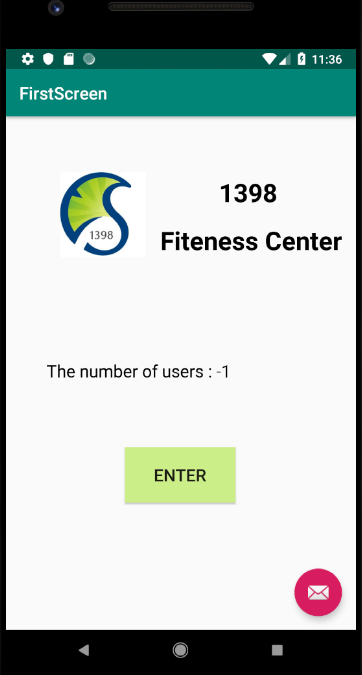 11:36
FirstScreen
1398
1398
Fiteness Center
The number of users : -1
ENTER